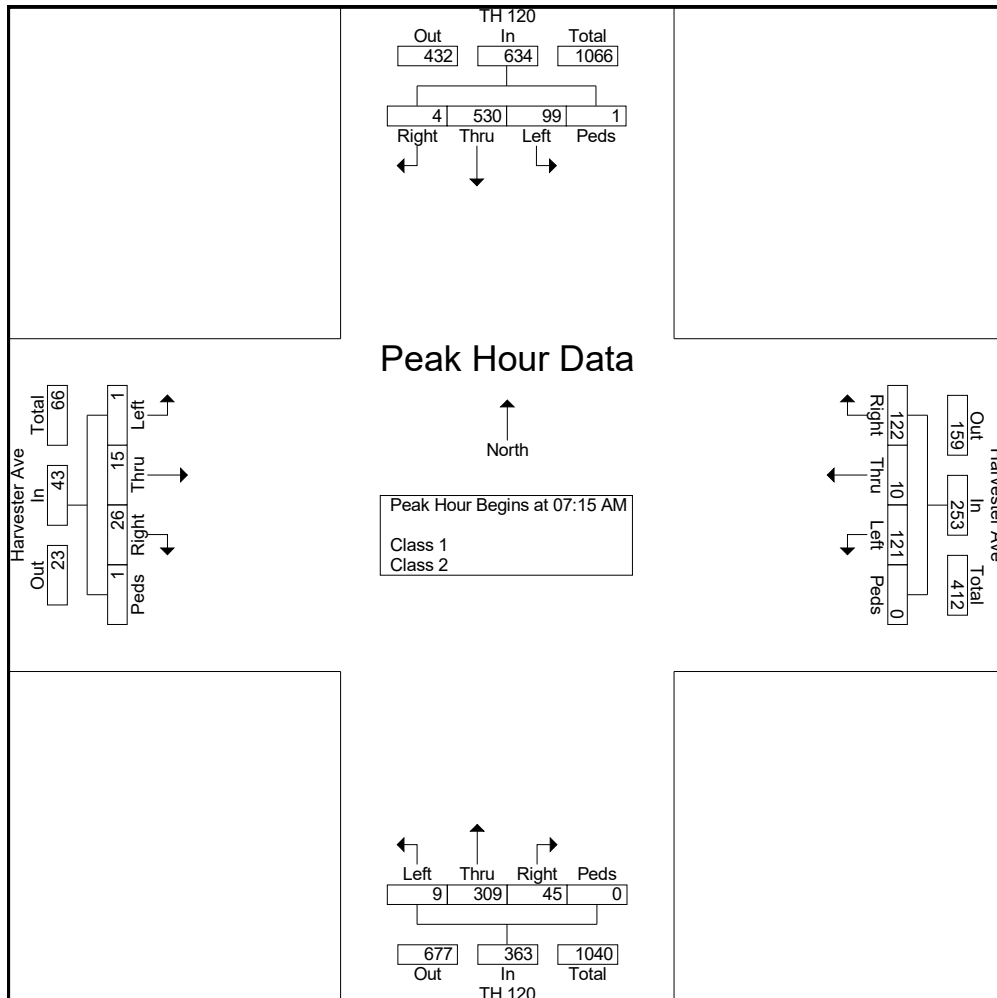 TH 120
Out In Total
432 634 1066
4 530 99 1
Right Thru Left Peds
Peak Hour Data
North
Peak Hour Begins at 07:15 AM
Class 1
Class 2
Harvester Ave
Out In Total
23 43 66
Left Thru Right Peds
1 15 26 1
Right Thru Left Peds
122 10 121 0
Out In Total
159 253 412
Harvester Ave
Left Thru Right Peds
9 309 45 0
677 363 1040
Out In Total
TH 120